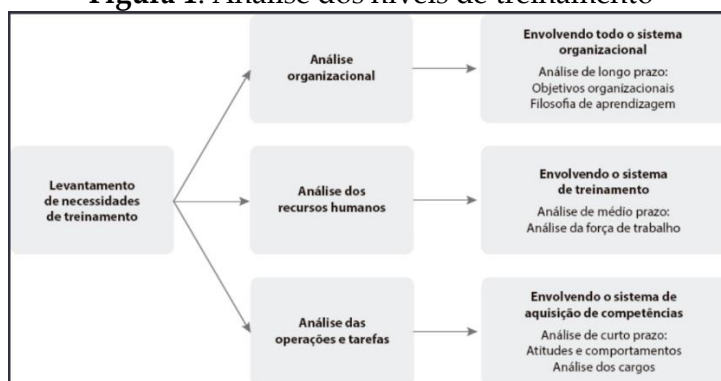 Figura 1. Análise dos níveis de treinamento
Levantamento
de necessidades
de treinamento
Análise
organizacional
Envolvendo todo o sistema
organizacional
Análise de longo prazo:
Objetivos organizacionais
Filosofia de aprendizagem
Análise dos
recursos humanos
Envolvendo o sistema
de treinamento
Análise de médio prazo:
Análise da força de trabalho
Análise das
operações e tarefas
Envolvendo o sistema de
aquisição de competências
Análise de curto prazo:
Atitudes e comportamentos
Análise dos cargos